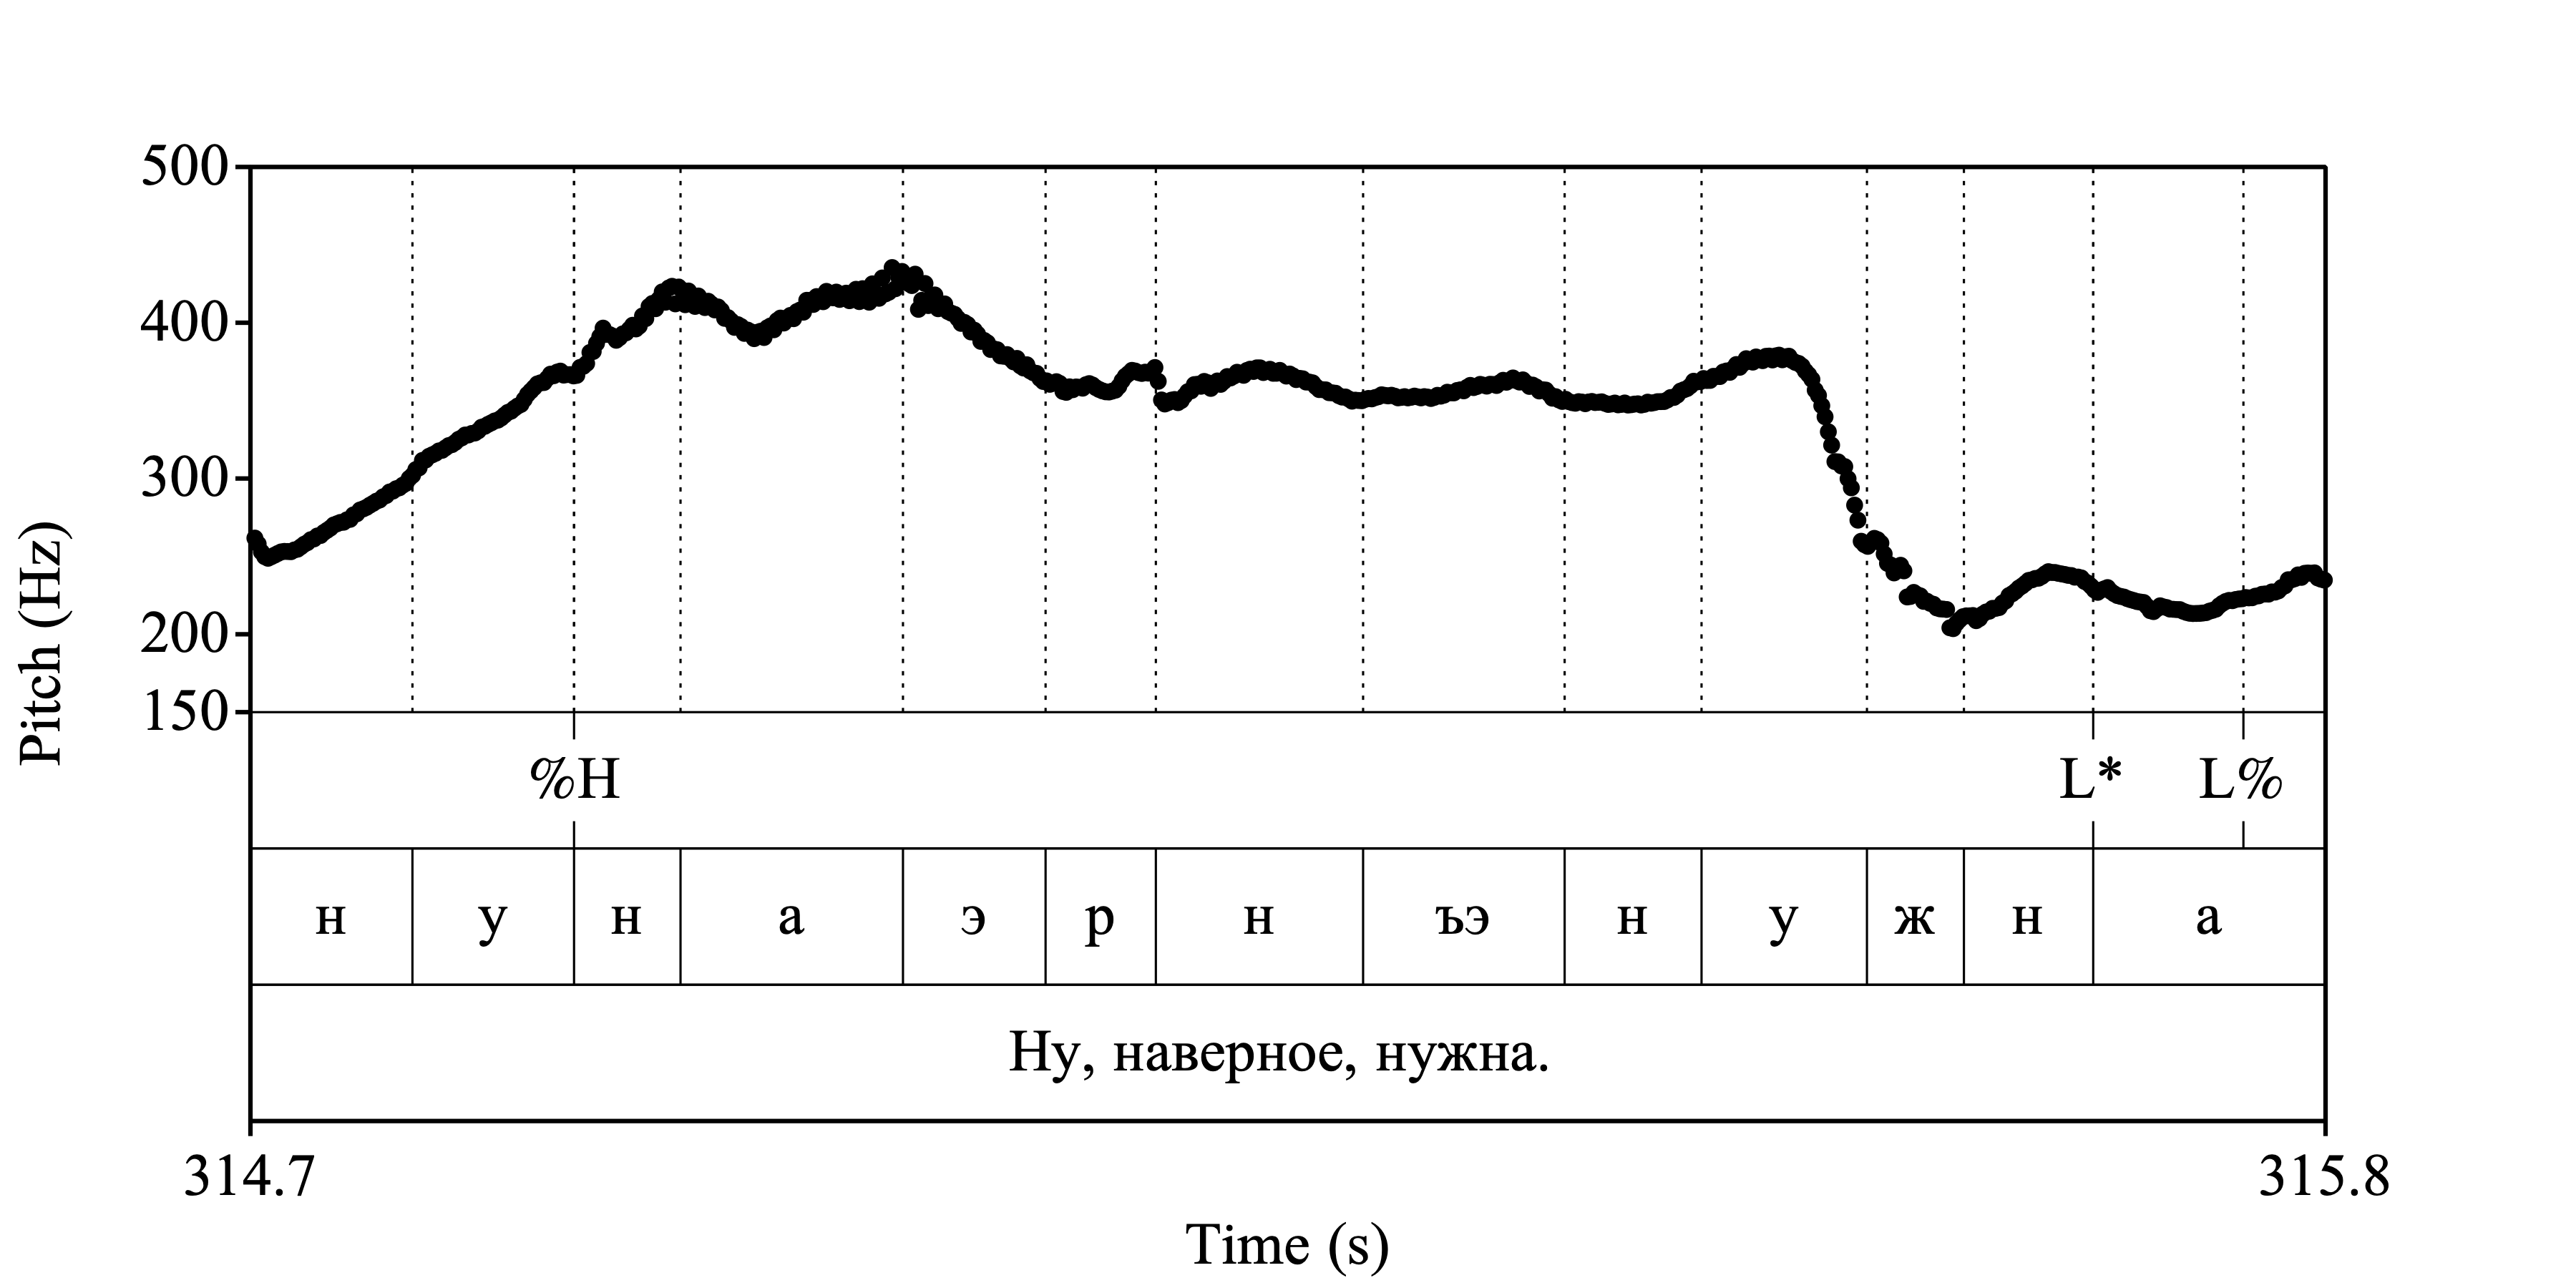 500
400
300
200
150
Pitch (Hz)
%H L* L%
н у н а э р н ъэ н у ж н а
Ну, наверное, нужна.
314.7 315.8
Time (s)